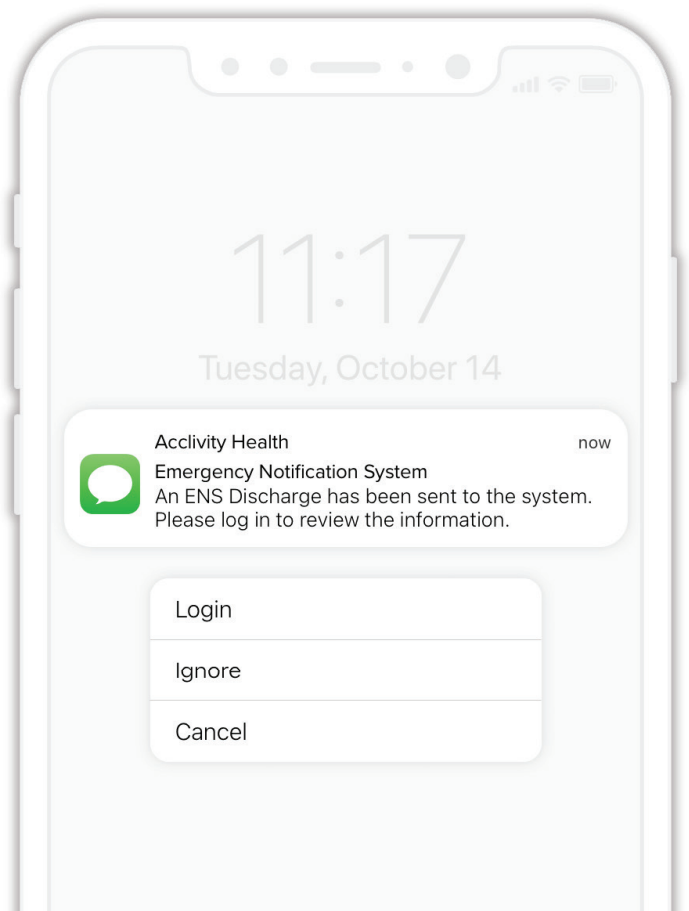 11:17
Tuesday, October 14
Acclivity Health now
Emergency Notification System
An ENS Discharge has been sent to the system.
Please log in to review the information.
Login
Ignore
Cancel